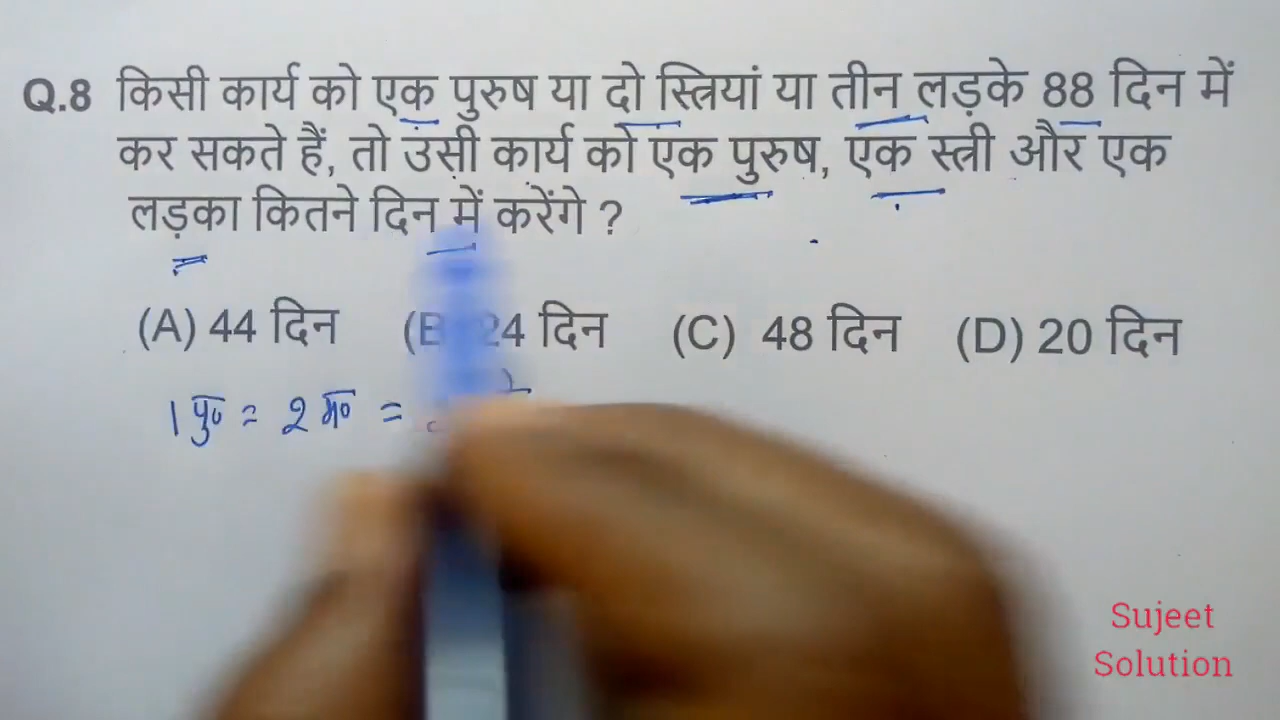 Q.8 किसी कार्य को एक पुरुष या दो स्त्रियां या तीन लड़के 88 दिन में
कर सकते हैं, तो उसी कार्य को एक पुरुष, एक स्त्री और एक
लड़का कितने दिन में करेंगे ?
(A) 44 दिन (B 24 दिन (C) 48 दिन (D) 20 दिन
1 पु० = 2 म० =
Sujeet
Solution